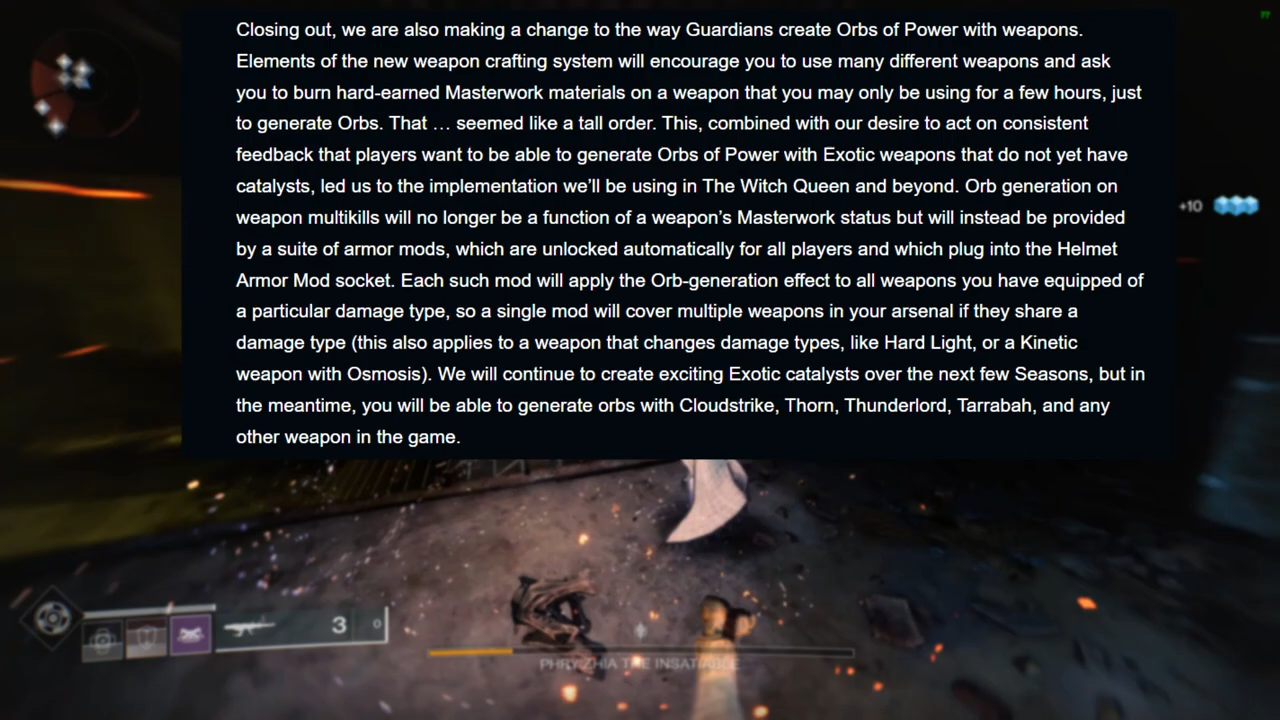 Closing out, we are also making a change to the way Guardians create Orbs of Power with weapons.
Elements of the new weapon crafting system will encourage you to use many different weapons and ask
you to burn hard-earned Masterwork materials on a weapon that you may only be using for a few hours, just
to generate Orbs. That … seemed like a tall order. This, combined with our desire to act on consistent
feedback that players want to be able to generate Orbs of Power with Exotic weapons that do not yet have
catalysts, led us to the implementation we’ll be using in The Witch Queen and beyond. Orb generation on
weapon multikills will no longer be a function of a weapon’s Masterwork status but will instead be provided
+10
by a suite of armor mods, which are unlocked automatically for all players and which plug into the Helmet
Armor Mod socket. Each such mod will apply the Orb-generation effect to all weapons you have equipped of
a particular damage type, so a single mod will cover multiple weapons in your arsenal if they share a
damage type (this also applies to a weapon that changes damage types, like Hard Light, or a Kinetic
weapon with Osmosis). We will continue to create exciting Exotic catalysts over the next few Seasons, but in
the meantime, you will be able to generate orbs with Cloudstrike, Thorn, Thunderlord, Tarrabah, and any
other weapon in the game.
3 0
PHRY'ZHIA THE INSATIABLE